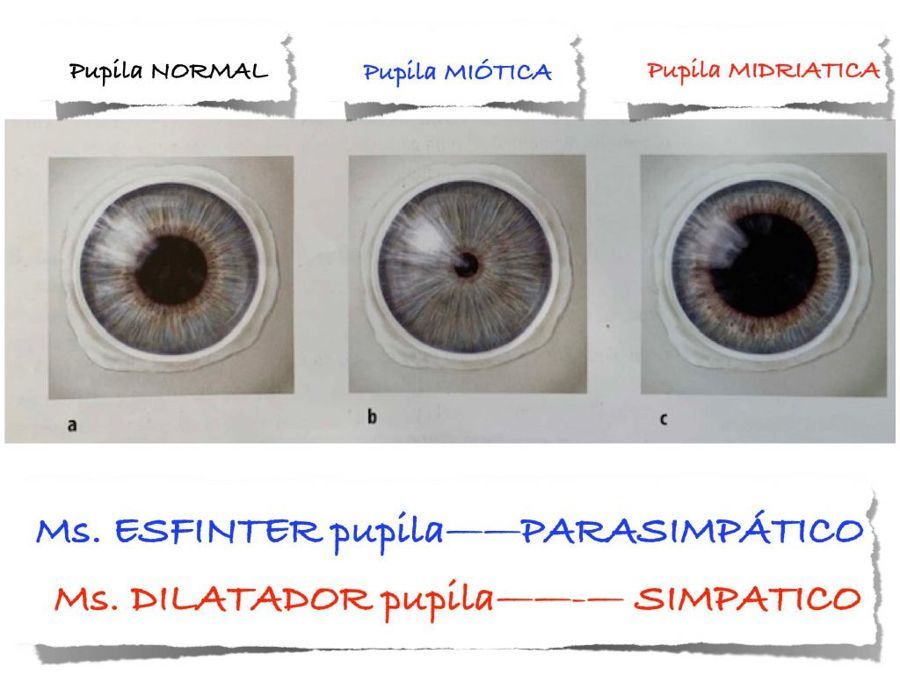 Pupila NORMAL
Pupila MIÓTICA
Pupila MIDRIATICA
a
b
c
Ms. ESFINTER pupila———PARASIMPÁTICO
Ms. DILATADOR pupila———-— SIMPATICO